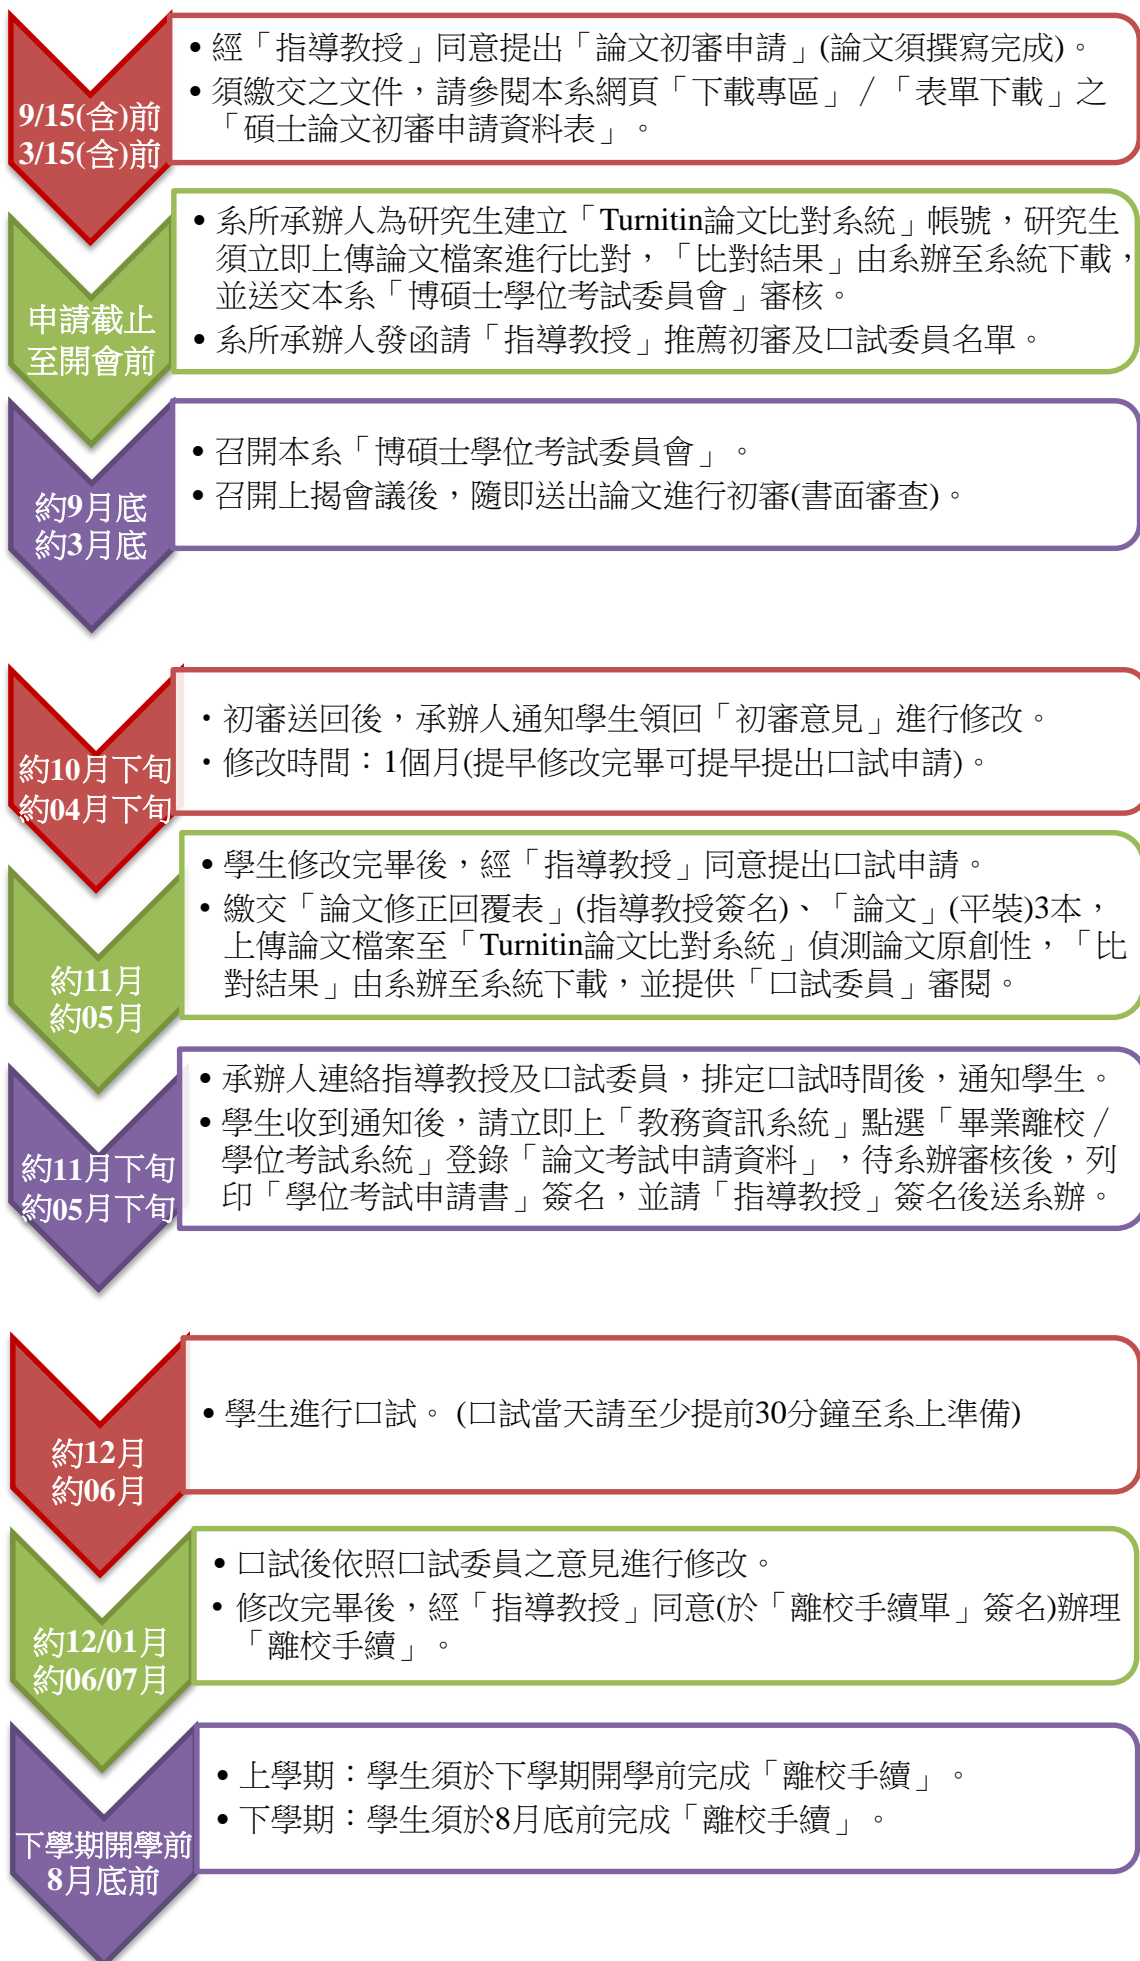 9/15(含)前
3/15(含)前
• 經「指導教授」同意提出「論文初審申請」(論文須撰寫完成)。
• 須繳交之文件，請參閱本系網頁「下載專區」／「表單下載」之
「碩士論文初審申請資料表」。
申請截止
至開會前
• 系所承辦人為研究生建立「Turnitin論文比對系統」帳號，研究生
須立即上傳論文檔案進行比對，「比對結果」由系辦至系統下載，
並送交本系「博碩士學位考試委員會」審核。
• 系所承辦人發函請「指導教授」推薦初審及口試委員名單。
約9月底
約3月底
• 召開本系「博碩士學位考試委員會」。
• 召開上揭會議後，隨即送出論文進行初審(書面審查)。
約10月下旬
約04月下旬
・初審送回後，承辦人通知學生領回「初審意見」進行修改。
・修改時間：1個月(提早修改完畢可提早提出口試申請)。
約11月
約05月
• 學生修改完畢後，經「指導教授」同意提出口試申請。
• 繳交「論文修正回覆表」(指導教授簽名)、「論文」(平裝)3本，
上傳論文檔案至「Turnitin論文比對系統」偵測論文原創性，「比
對結果」由系辦至系統下載，並提供「口試委員」審閱。
約11月下旬
約05月下旬
• 承辦人連絡指導教授及口試委員，排定口試時間後，通知學生。
• 學生收到通知後，請立即上「教務資訊系統」點選「畢業離校／
學位考試系統」登錄「論文考試申請資料」，待系辦審核後，列
印「學位考試申請書」簽名，並請「指導教授」簽名後送系辦。
約12月
約06月
• 學生進行口試。 (口試當天請至少提前30分鐘至系上準備)
約12/01月
約06/07月
• 口試後依照口試委員之意見進行修改。
• 修改完畢後，經「指導教授」同意(於「離校手續單」簽名)辦理
「離校手續」。
下學期開學前
8月底前
• 上學期：學生須於下學期開學前完成「離校手續」。
• 下學期：學生須於8月底前完成「離校手續」。